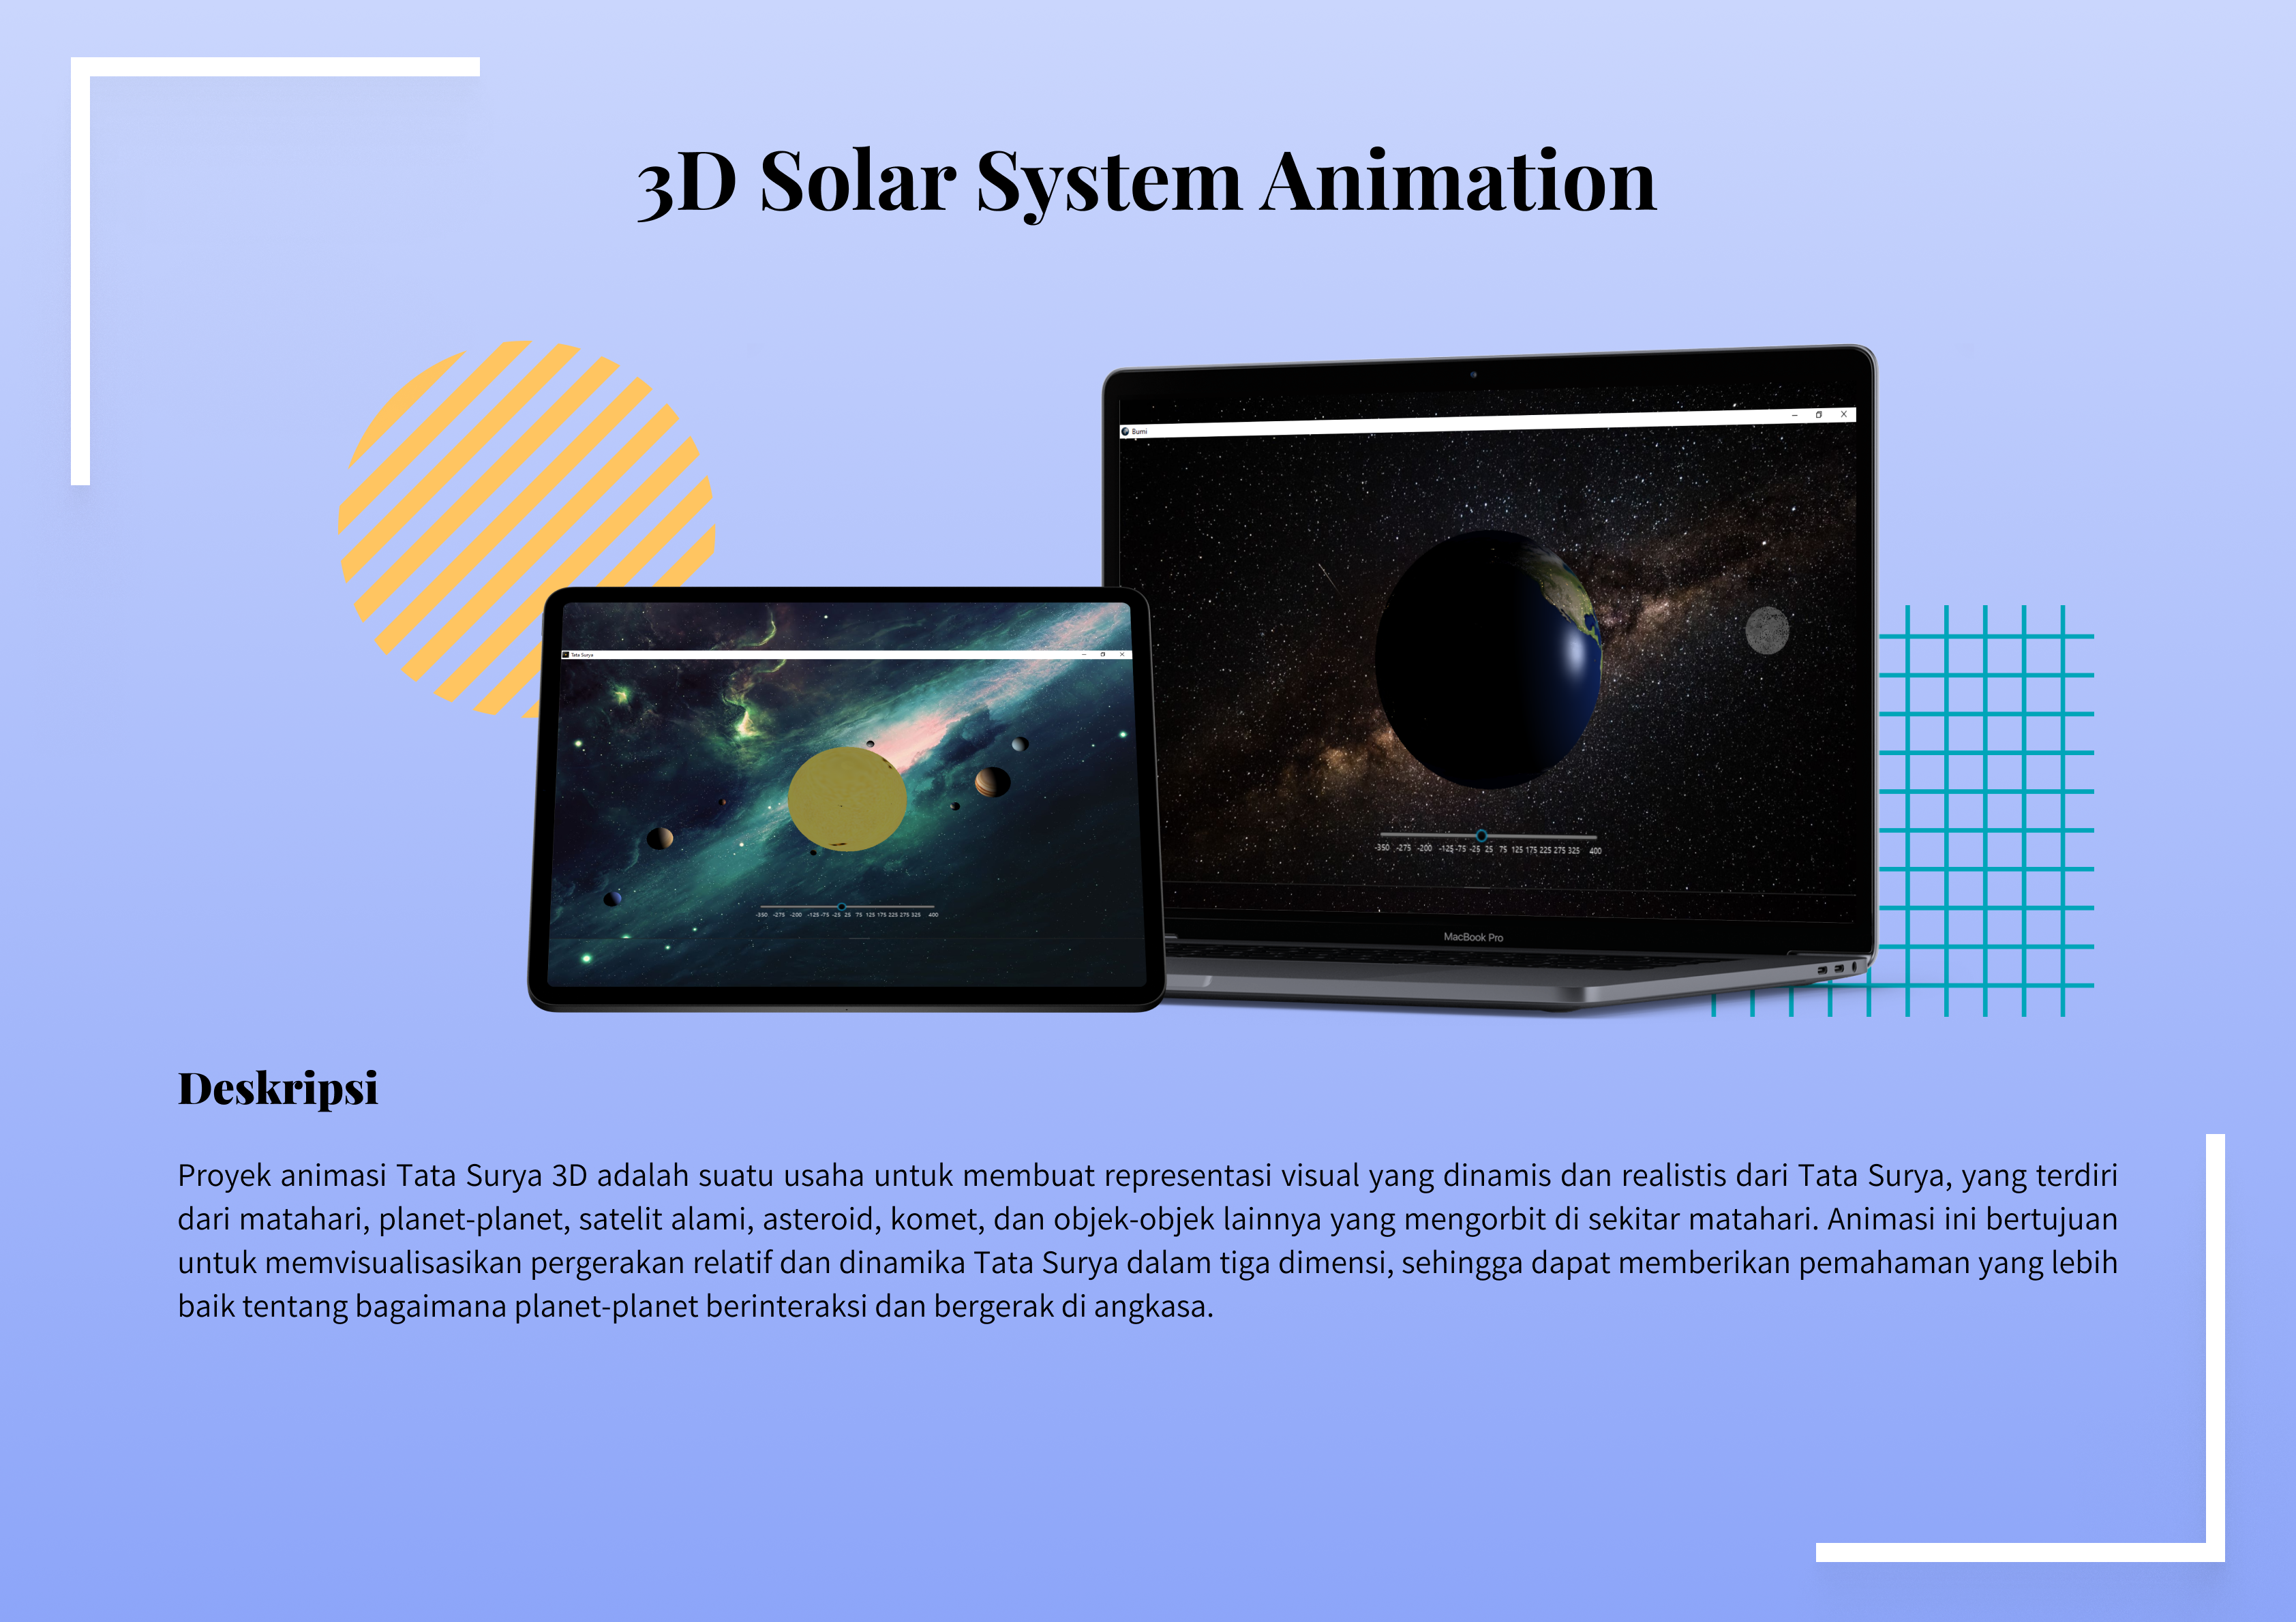 3D Solar System Animation
Bumi
-350 -275 -200 -125 -75 -25 25 75 125 175 225 275 325 400
MacBook Pro
Tata Surya
-350 -275 -200 -125 -75 -25 25 75 125 175 225 275 325 400
Deskripsi
Proyek animasi Tata Surya 3D adalah suatu usaha untuk membuat representasi visual yang dinamis dan realistis dari Tata Surya, yang terdiri
dari matahari, planet-planet, satelit alami, asteroid, komet, dan objek-objek lainnya yang mengorbit di sekitar matahari. Animasi ini bertujuan
untuk memvisualisasikan pergerakan relatif dan dinamika Tata Surya dalam tiga dimensi, sehingga dapat memberikan pemahaman yang lebih
baik tentang bagaimana planet-planet berinteraksi dan bergerak di angkasa.